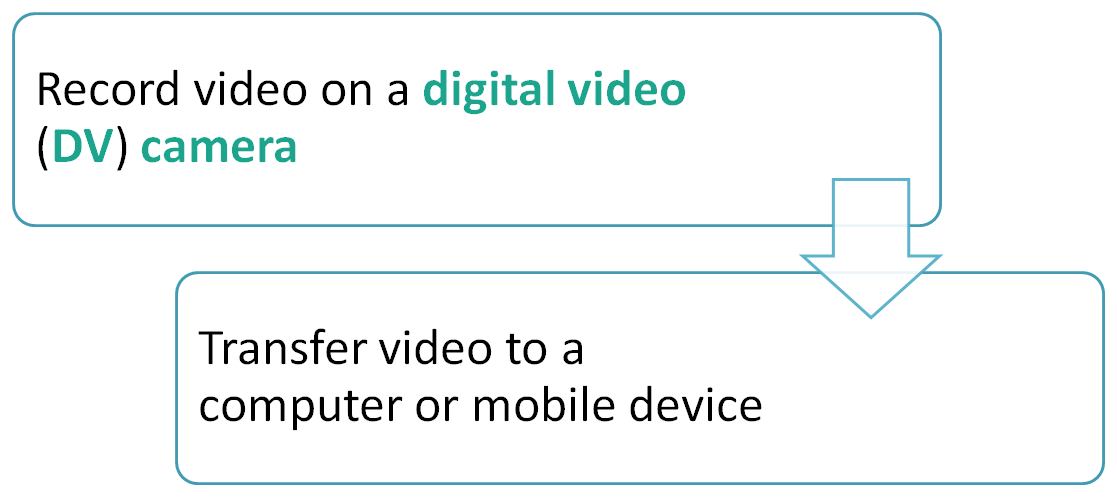 Record video on a digital video
(DV) camera
Transfer video to a
computer or mobile device